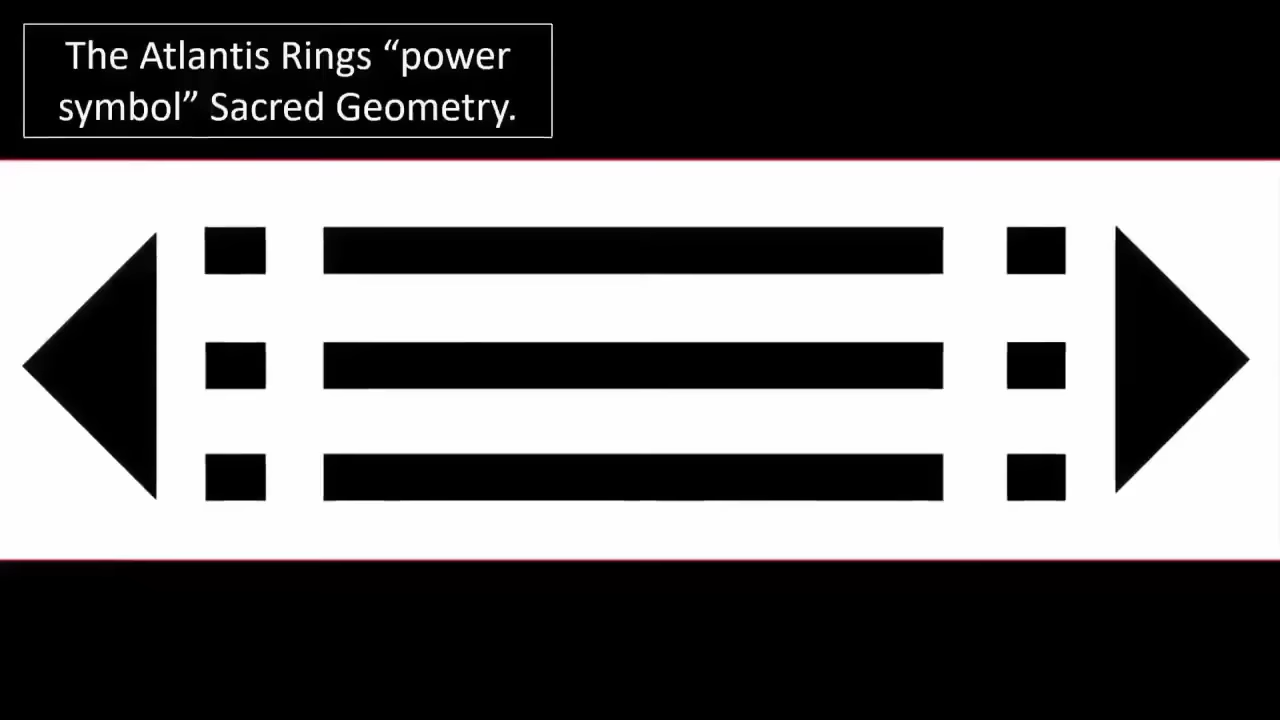 The Atlantis Rings “power
symbol” Sacred Geometry.